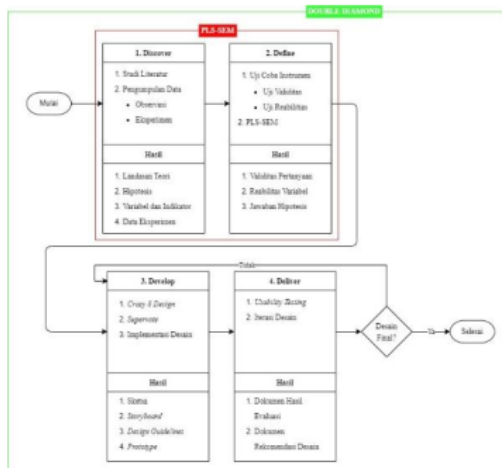 DOUBLE DIAMOND
PLS-SEM
1. Discover
1. Studi Literatur
2. Pengumpulan Data
• Observasi
• Eksperimen
Hasil
1. Landasan Teori
2. Hipotesis
3. Variabel dan Indikator
4. Data Eksperimen
2. Define
1. Uji Coba Instrumen
• Uji Validitas
• Uji Reabilitas
2. PLS-SEM
Hasil
1. Validitas Pertanyaan
2. Reabilitas Variabel
3. Jawaban Hipotesis
Mulai
Tidak
3. Develop
1. Crazy 8 Design
2. Supervote
3. Implementasi Desain
Hasil
1. Sketsa
2. Storyboard
3. Design Guidelines
4. Prototype
4. Deliver
1. Usability Testing
2. Iterasi Desain
Hasil
1. Dokumen Hasil
Evaluasi
2. Dokumen
Rekomendasi Desain
Desain
Final?
Ya
Selesai